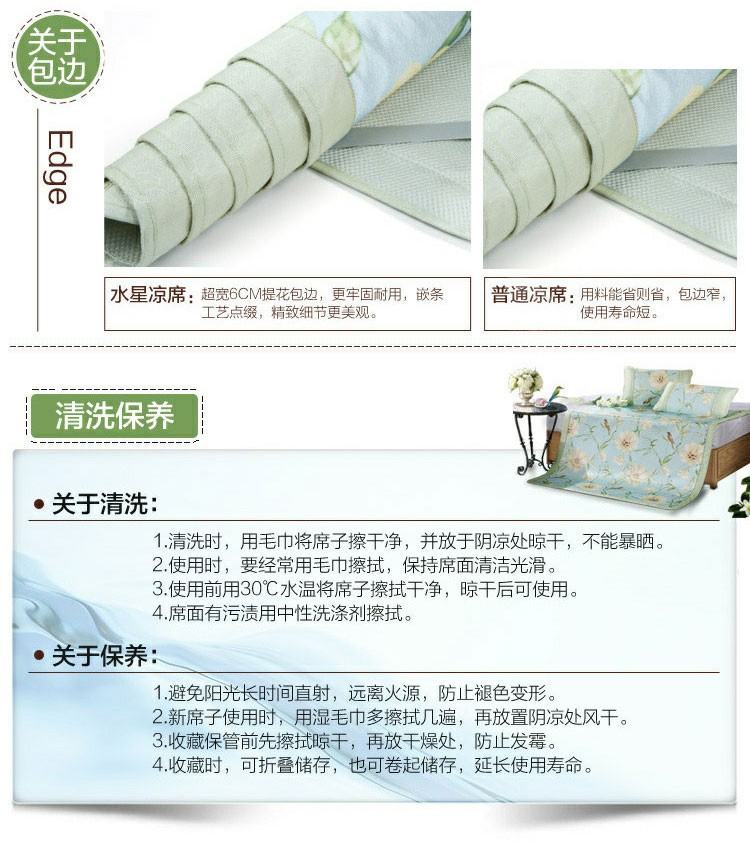 关于
包边
Edge
水星凉席：超宽6CM提花包边，更牢固耐用，嵌条
工艺点缀，精致细节更美观。
普通凉席：用料能省则省，包边窄，
使用寿命短。
清洗保养
• 关于清洗：
1.清洗时，用毛巾将席子擦干净，并放于阴凉处晾干，不能暴晒。
2.使用时，要经常用毛巾擦拭，保持席面清洁光滑。
3.使用前用30℃水温将席子擦拭干净，晾干后可使用。
4.席面有污渍用中性洗涤剂擦拭。
• 关于保养：
1.避免阳光长时间直射，远离火源，防止褪色变形。
2.新席子使用时，用湿毛巾多擦拭几遍，再放置阴凉处风干。
3.收藏保管前先擦拭晾干，再放干燥处，防止发霉。
4.收藏时，可折叠储存，也可卷起储存，延长使用寿命。